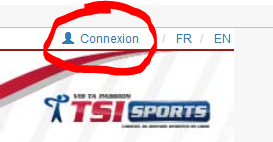 Connexion / FR / EN
VIS TA PASSION
TSI SPORTS